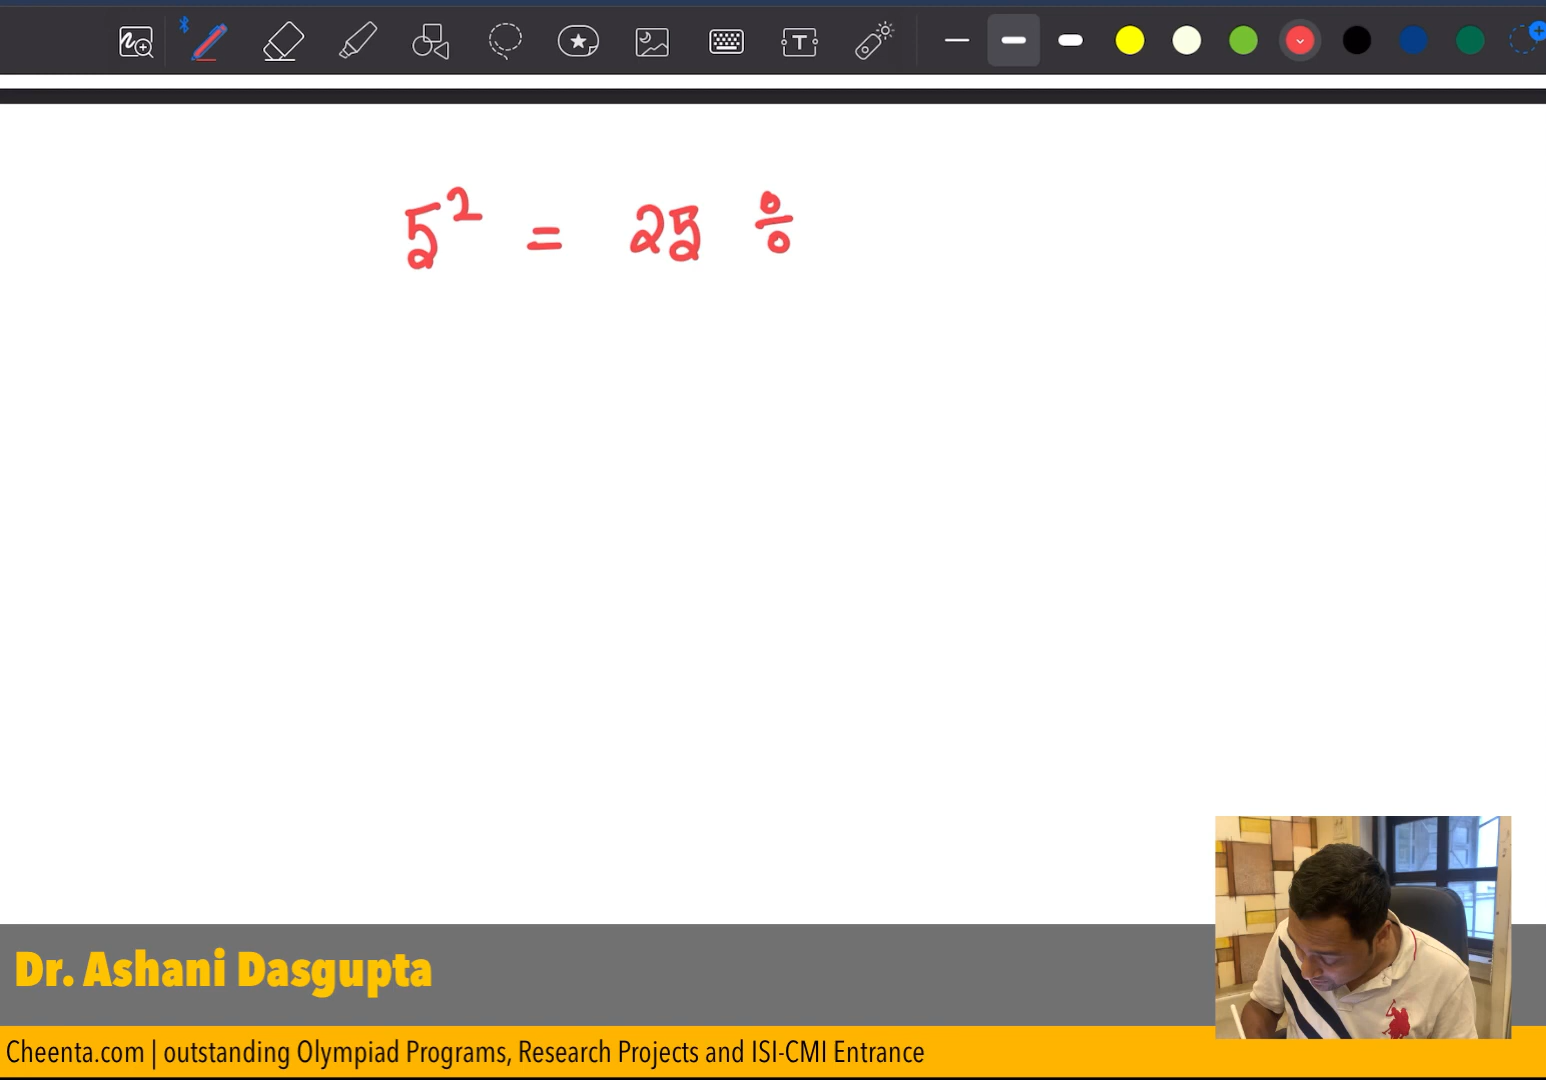 5² = 25 ÷
Dr. Ashani Dasgupta
Cheenta.com | outstanding Olympiad Programs, Research Projects and ISI-CMI Entrance